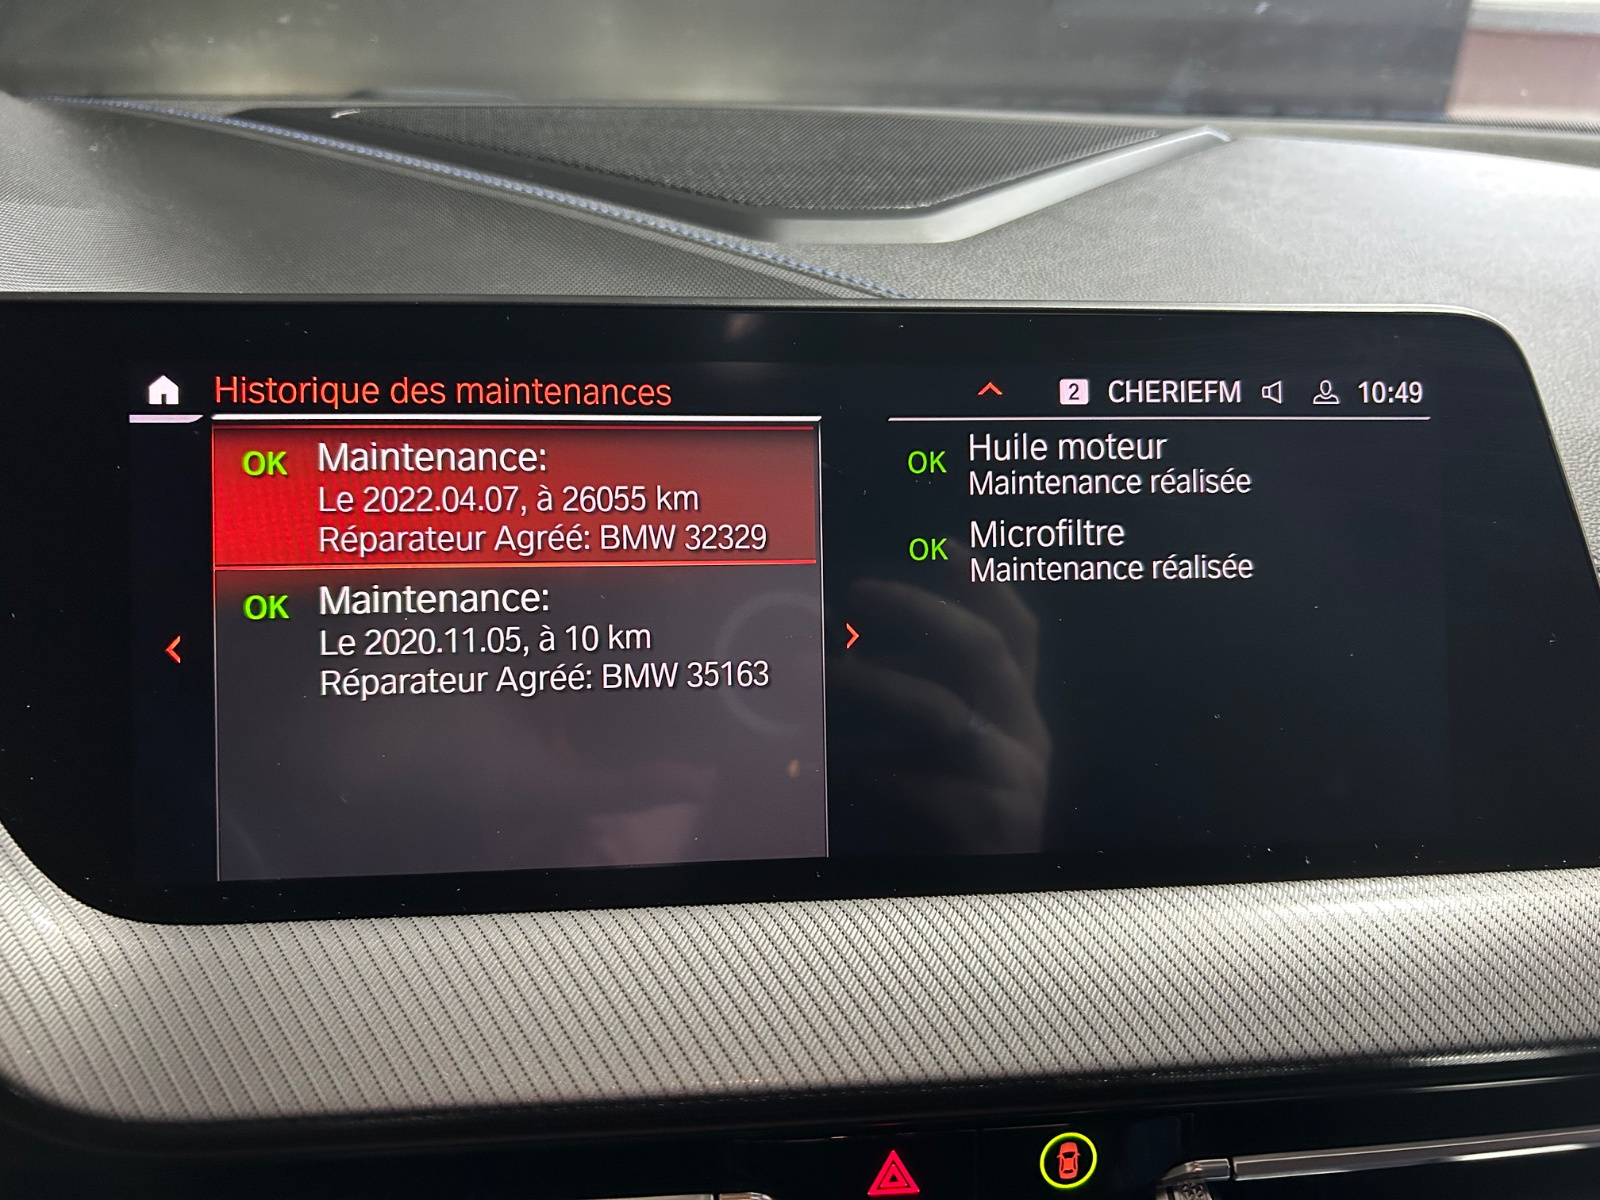 Historique des maintenances
2 CHERIEFM 10:49
OK Maintenance:
Le 2022.04.07, à 26055 km
Réparateur Agréé: BMW 32329
OK Maintenance:
Le 2020.11.05, à 10 km
Réparateur Agréé: BMW 35163
OK Huile moteur
Maintenance réalisée
OK Microfiltre
Maintenance réalisée